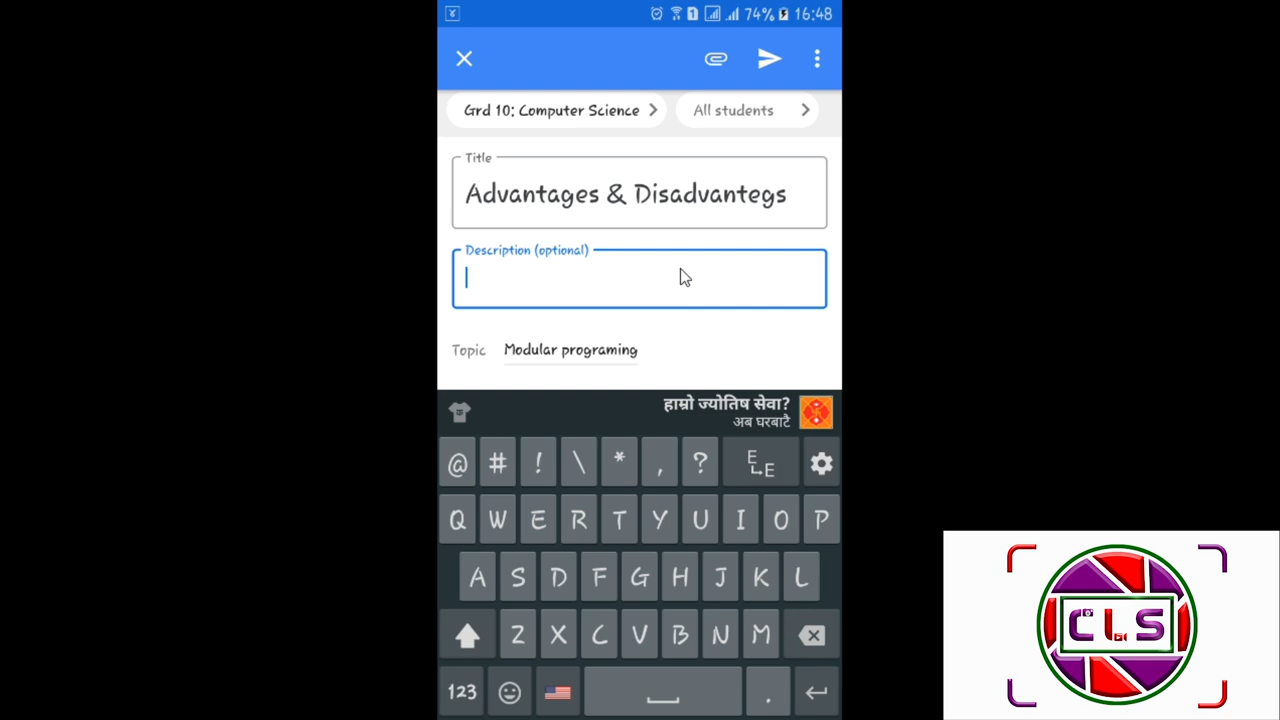 1 74% 16:48
Grd 10: Computer Science
All students
Title
Advantages & Disadvantegs
Description (optional)
Topic Modular programing
हाम्रो ज्योतिष सेवा?
अब घरबाटै
@ # ! \ * , ? E E
Q W E R T Y U I O P
A S D F G H J K L
Z X C V B N M
123 .
CLS